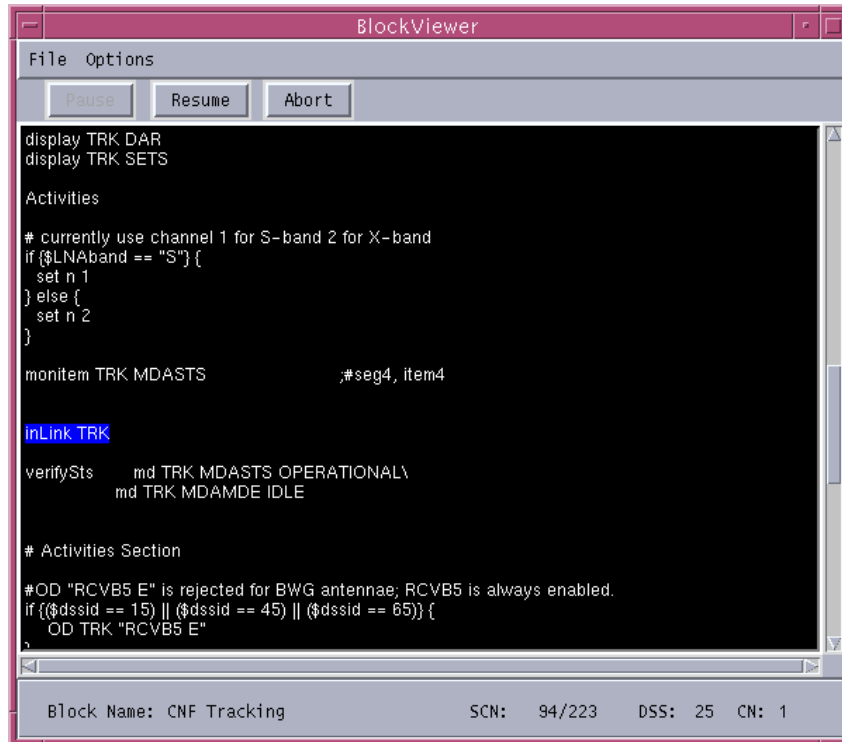 BlockViewer
File Options
Pause Resume Abort
display TRK DAR
display TRK SETS
Activities
# currently use channel 1 for S-band 2 for X-band
if {$LNAband == "S"} {
set n 1
} else {
set n 2
}
monitem TRK MDASTS ;#seg4, item4
inLink TRK
verifySts md TRK MDASTS OPERATIONAL\
md TRK MDAMDE IDLE
# Activities Section
#OD "RCVB5 E" is rejected for BWG antennae; RCVB5 is always enabled.
if {($dssid == 15) || ($dssid == 45) || ($dssid == 65)} {
OD TRK "RCVB5 E"
Block Name: CNF Tracking SCN: 94/223 DSS: 25 CN: 1